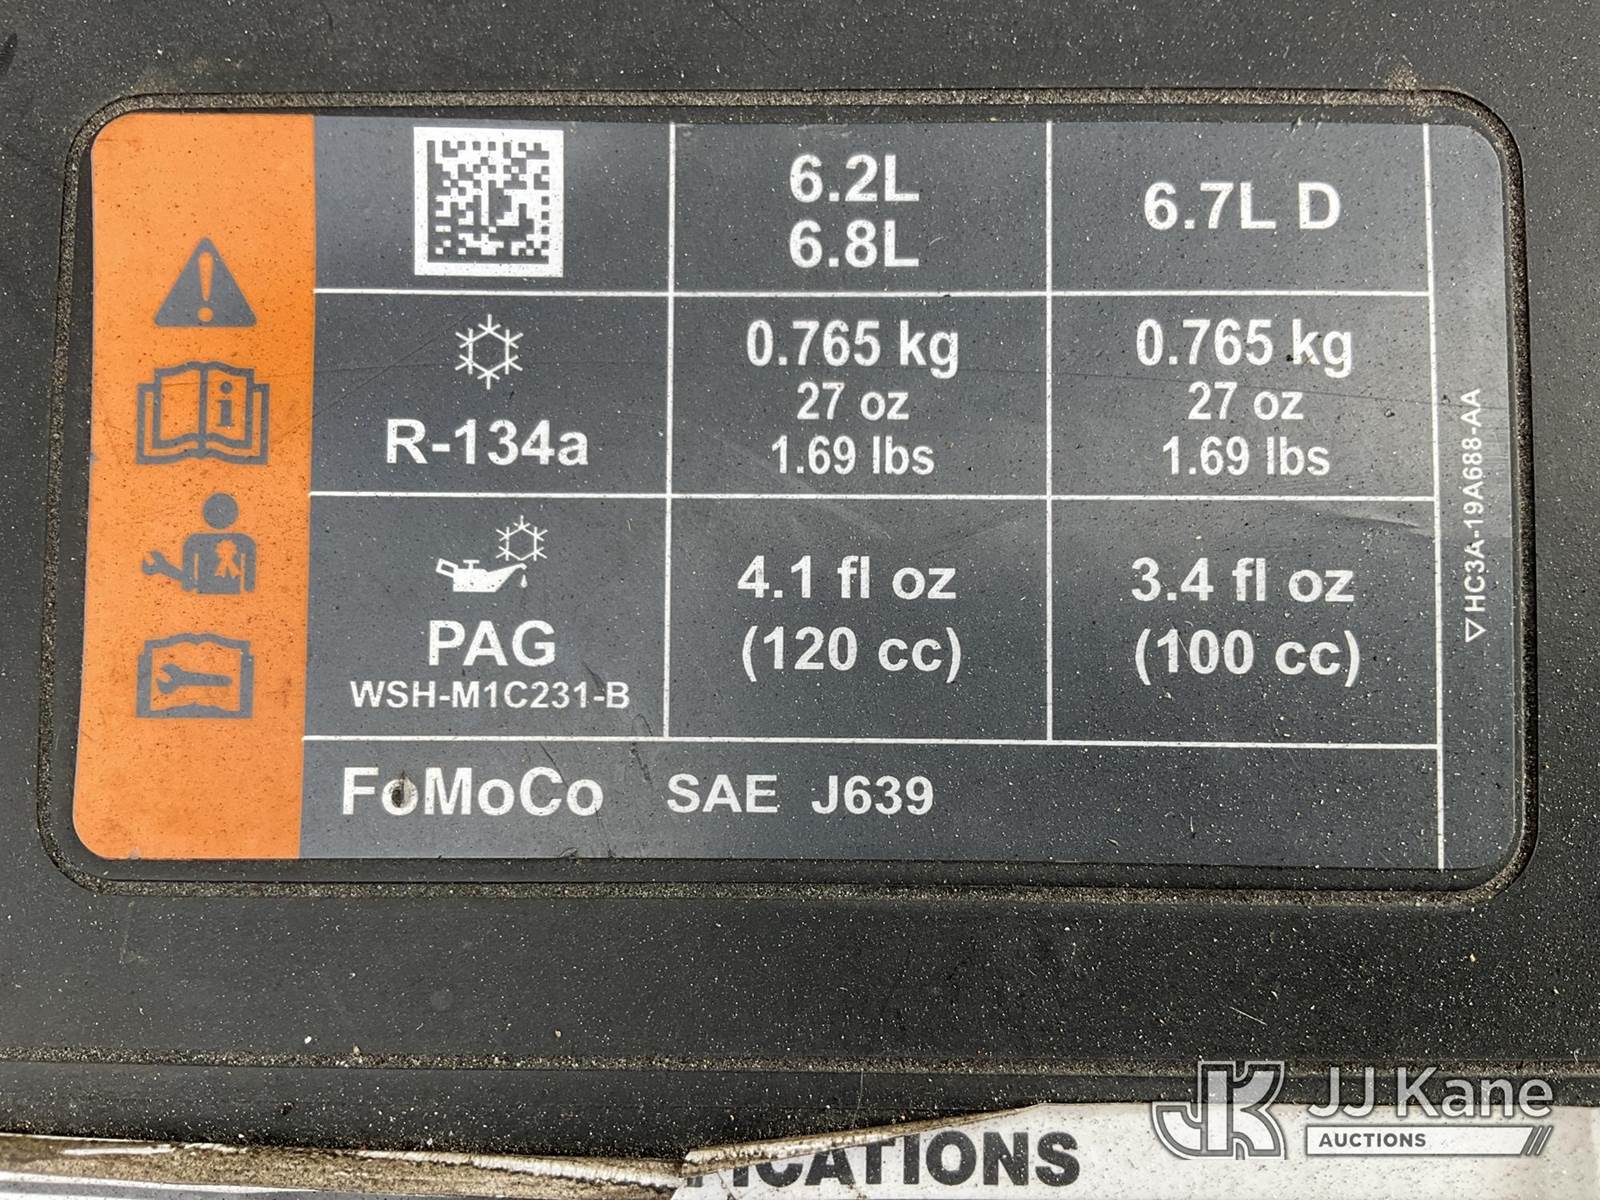 6.2L
6.8L
6.7L D
R-134a
0.765 kg
27 oz
1.69 lbs
0.765 kg
27 oz
1.69 lbs
PAG
WSH-M1C231-B
4.1 fl oz
(120 cc)
3.4 fl oz
(100 cc)
FoMoCo SAE J639
HC3A-19A688-AA
ICATIONS
JK JJ Kane
AUCTIONS